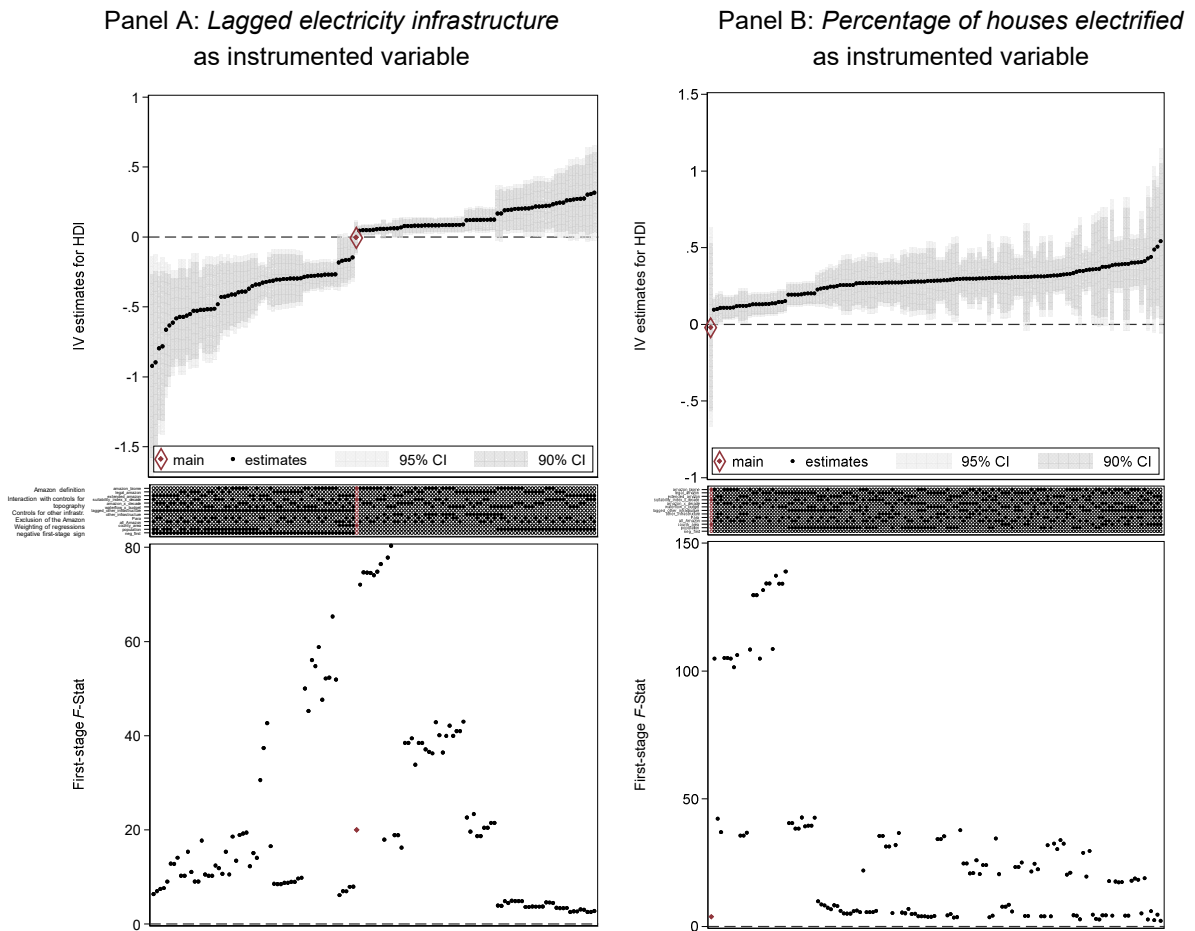 Panel A: Lagged electricity infrastructure
as instrumented variable
Panel B: Percentage of houses electrified
as instrumented variable
1
.5
0
-.5
-1
-1.5
IV estimates for HDI
main
estimates
95% CI
90% CI
1.5
1
.5
0
-.5
-1
IV estimates for HDI
main
estimates
95% CI
90% CI
Amazon definition
Interaction with controls for
topography
Controls for other infrastr.
Exclusion of the Amazon
Weighting of regressions
negative first-stage sign
80
60
40
20
0
First-stage F-Stat
150
100
50
0
First-stage F-Stat